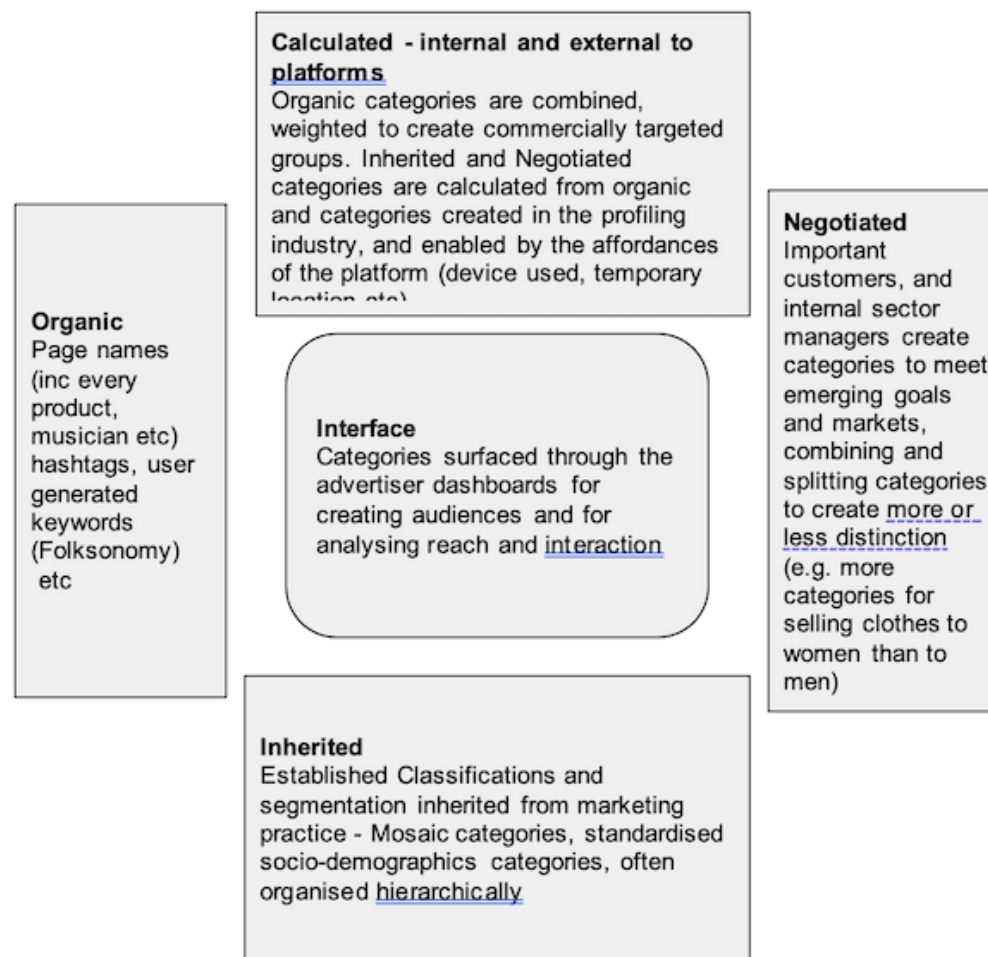 Calculated - internal and external to
platforms
Organic categories are combined,
weighted to create commercially targeted
groups. Inherited and Negotiated
categories are calculated from organic
and categories created in the profiling
industry, and enabled by the affordances
of the platform (device used, temporary
location etc)
Organic
Page names
(inc every
product,
musician etc)
hashtags, user
generated
keywords
(Folksonomy)
etc
Interface
Categories surfaced through the
advertiser dashboards for
creating audiences and for
analysing reach and interaction
Negotiated
Important
customers, and
internal sector
managers create
categories to meet
emerging goals
and markets,
combining and
splitting categories
to create more or
less distinction
(e.g. more
categories for
selling clothes to
women than to
men)
Inherited
Established Classifications and
segmentation inherited from marketing
practice - Mosaic categories, standardised
socio-demographics categories, often
organised hierarchically